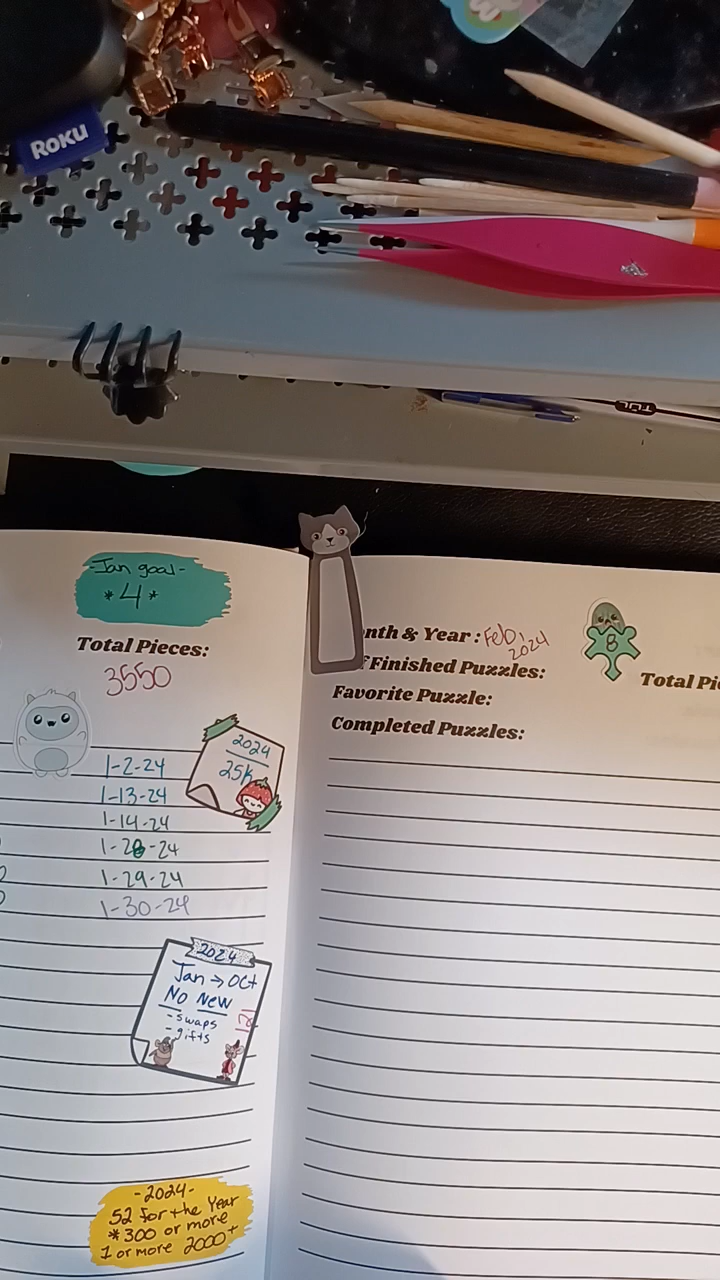 Roku
-Jan goal-
*4*
Total Pieces:
3550
2024
25K
1-2-24
1-13-24
1-14-24
1-28-24
1-29-24
1-30-24
2024
Jan → Oct
No New
-swaps
-gifts
-2024-
52 for the Year
*300 or more
1 or more 2000+
nth & Year: Feb' 2024
Finished Puzzles:
Favorite Puzzle:
Completed Puzzles:
8
Total Pi